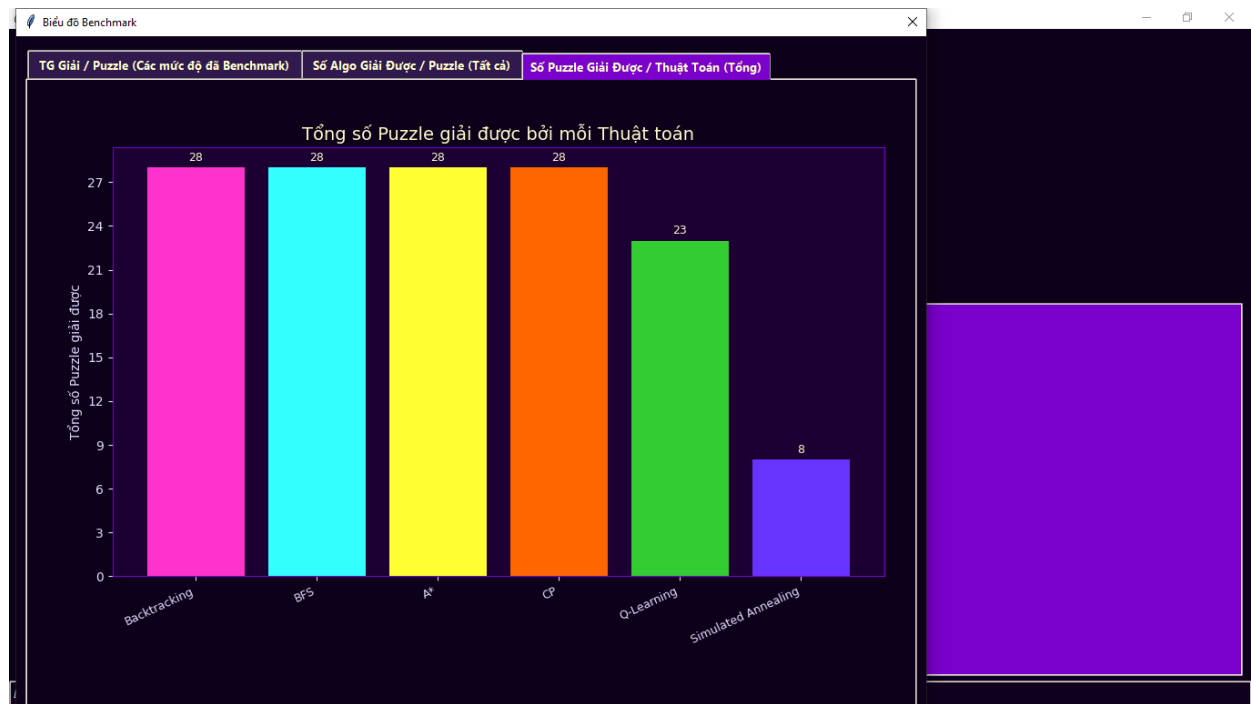 Biểu đồ Benchmark
TG Giải / Puzzle (Các mức độ đã Benchmark)
Số Algo Giải Được / Puzzle (Tất cả)
Số Puzzle Giải Được / Thuật Toán (Tổng)
Tổng số Puzzle giải được bởi mỗi Thuật toán
28
28
28
28
23
8
Tổng số Puzzle giải được
27
24
21
18
15
12
9
6
3
0
Backtracking
BFS
A*
CP
Q-Learning
Simulated Annealing